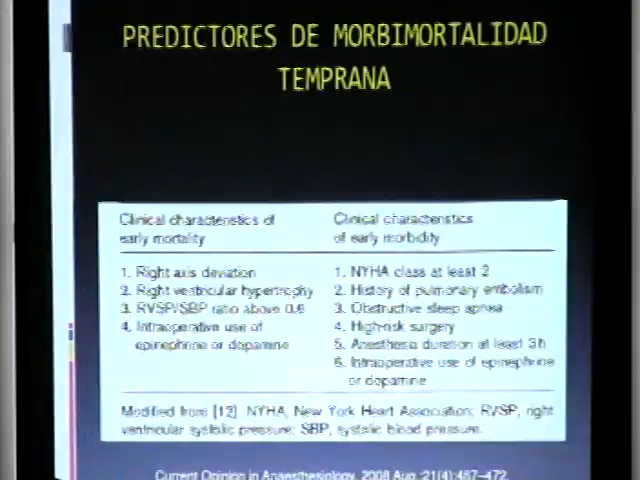 PREDICTORES DE MORBIMORTALIDAD
TEMPRANA
Clinical characteristics of
early mortality
1. Right axis deviation
2. Right ventricular hypertrophy
3. RVSP/SBP ratio above 0.6
4. Intraoperative use of
epinephrine or dopamine
Clinical characteristics
of early morbidity
1. NYHA class at least 2
2. History of pulmonary embolism
3. Obstructive sleep apnea
4. High-risk surgery
5. Anesthesia duration at least 3h
6. Intraoperative use of epinephrine
or dopamine
Modified from [12]. NYHA, New York Heart Association; RVSP, right
ventricular systolic pressure; SBP, systolic blood pressure.
Current Opinion in Anaesthesiology. 2008 Aug ;21(4):467–472.